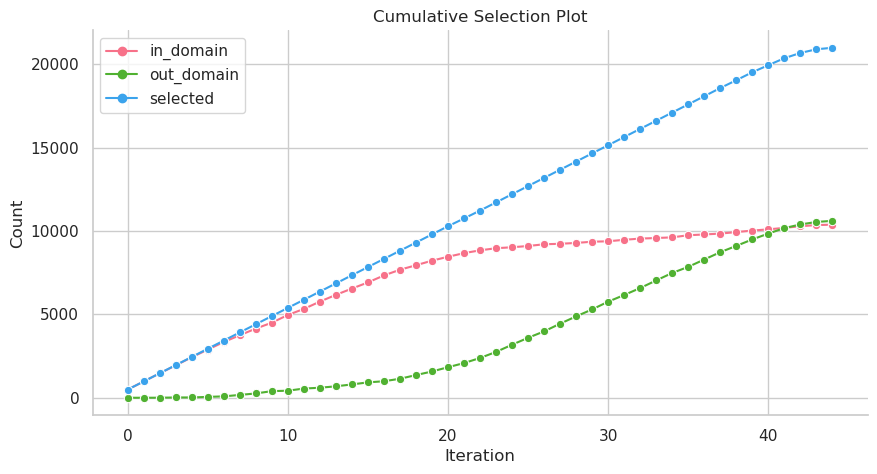 Cumulative Selection Plot
in_domain
out_domain
selected
20000
15000
10000
5000
0
Count
0 10 20 30 40
Iteration